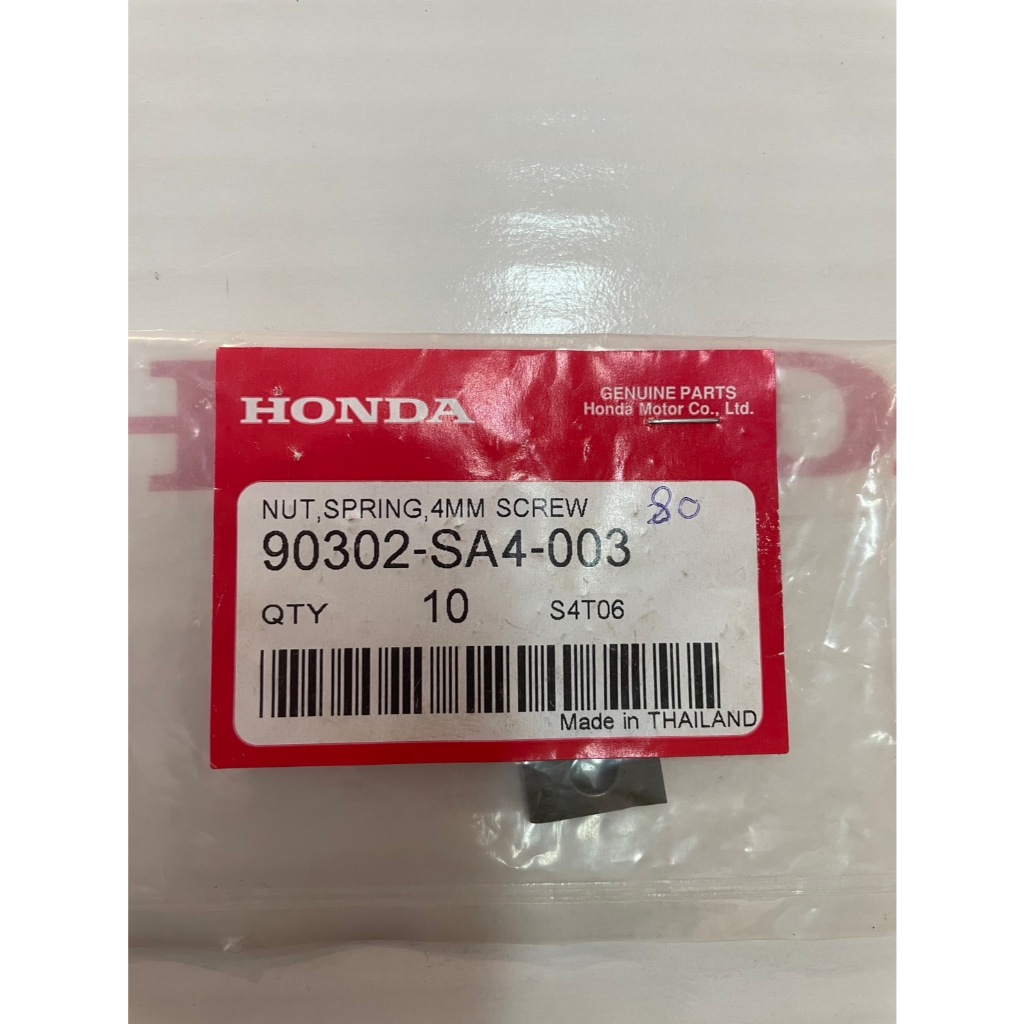 HONDA
GENUINE PARTS
Honda Motor Co., Ltd.
NUT,SPRING,4MM SCREW 80
90302-SA4-003
QTY 10 S4T06
Made in THAILAND